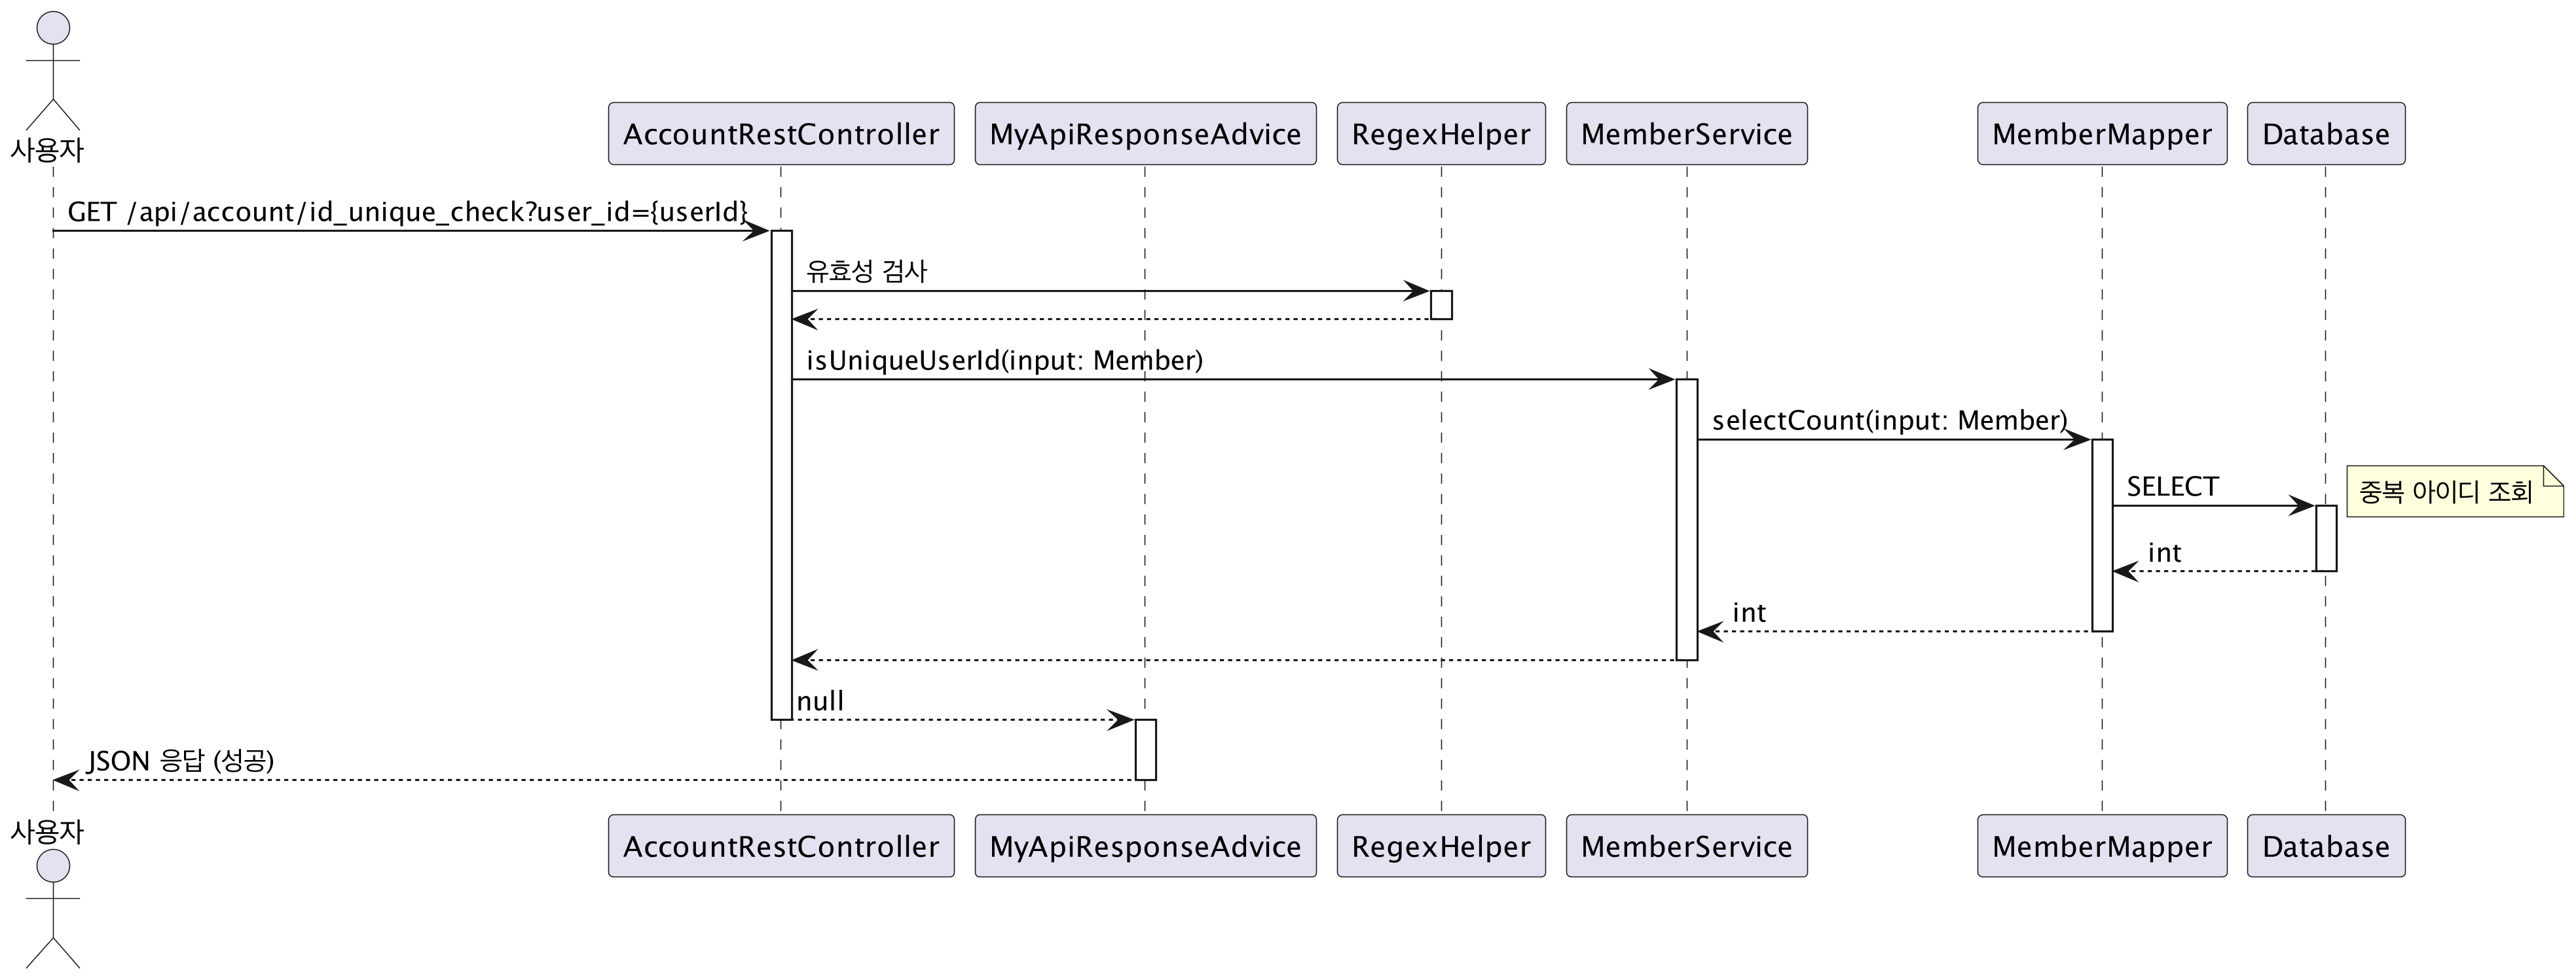 사용자
AccountRestController
MyApiResponseAdvice
RegexHelper
MemberService
MemberMapper
Database
GET /api/account/id_unique_check?user_id={userId}
유효성 검사
isUniqueUserId(input: Member)
selectCount(input: Member)
SELECT
중복 아이디 조회
int
int
null
JSON 응답 (성공)
사용자
AccountRestController
MyApiResponseAdvice
RegexHelper
MemberService
MemberMapper
Database